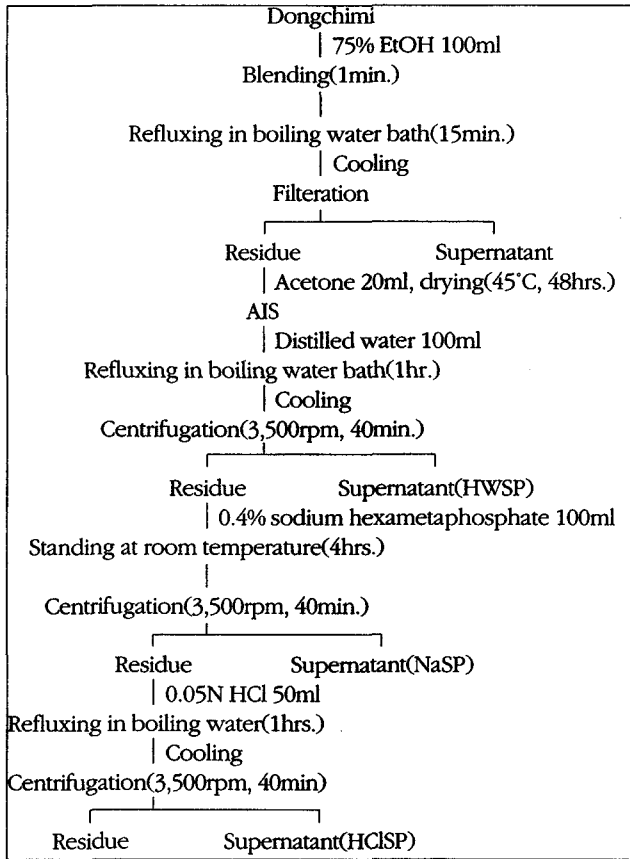 Dongchimi
75% EtOH 100ml
Blending(1min.)
Refluxing in boiling water bath(15min.)
Cooling
Filteration
Residue Supernatant
Acetone 20ml, drying(45°C, 48hrs.)
AIS
Distilled water 100ml
Refluxing in boiling water bath(1hr.)
Cooling
Centrifugation(3,500rpm, 40min.)
Residue Supernatant(HWSP)
0.4% sodium hexametaphosphate 100ml
Standing at room temperature(4hrs.)
Centrifugation(3,500rpm, 40min.)
Residue Supernatant(NaSP)
0.05N HCl 50ml
Refluxing in boiling water(1hrs.)
Cooling
Centrifugation(3,500rpm, 40min)
Residue Supernatant(HClSP)